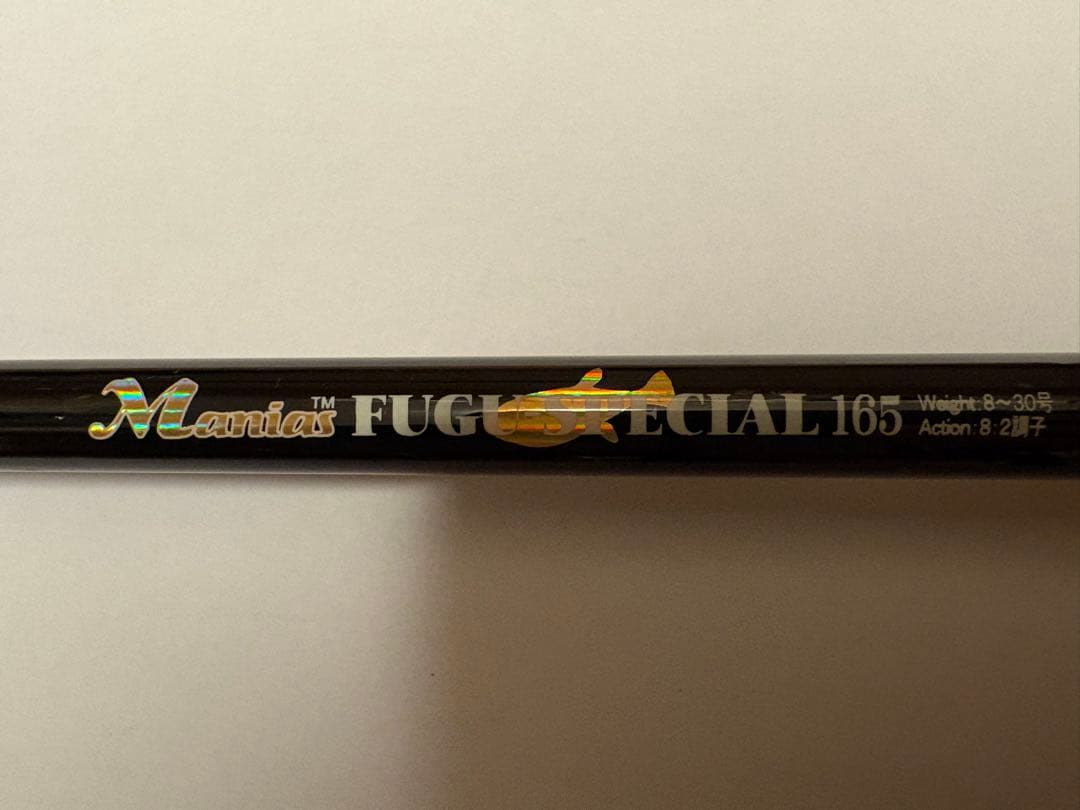 Manias™ FUGU SPECIAL 165
Weight:8～30号
Action:8:2調子